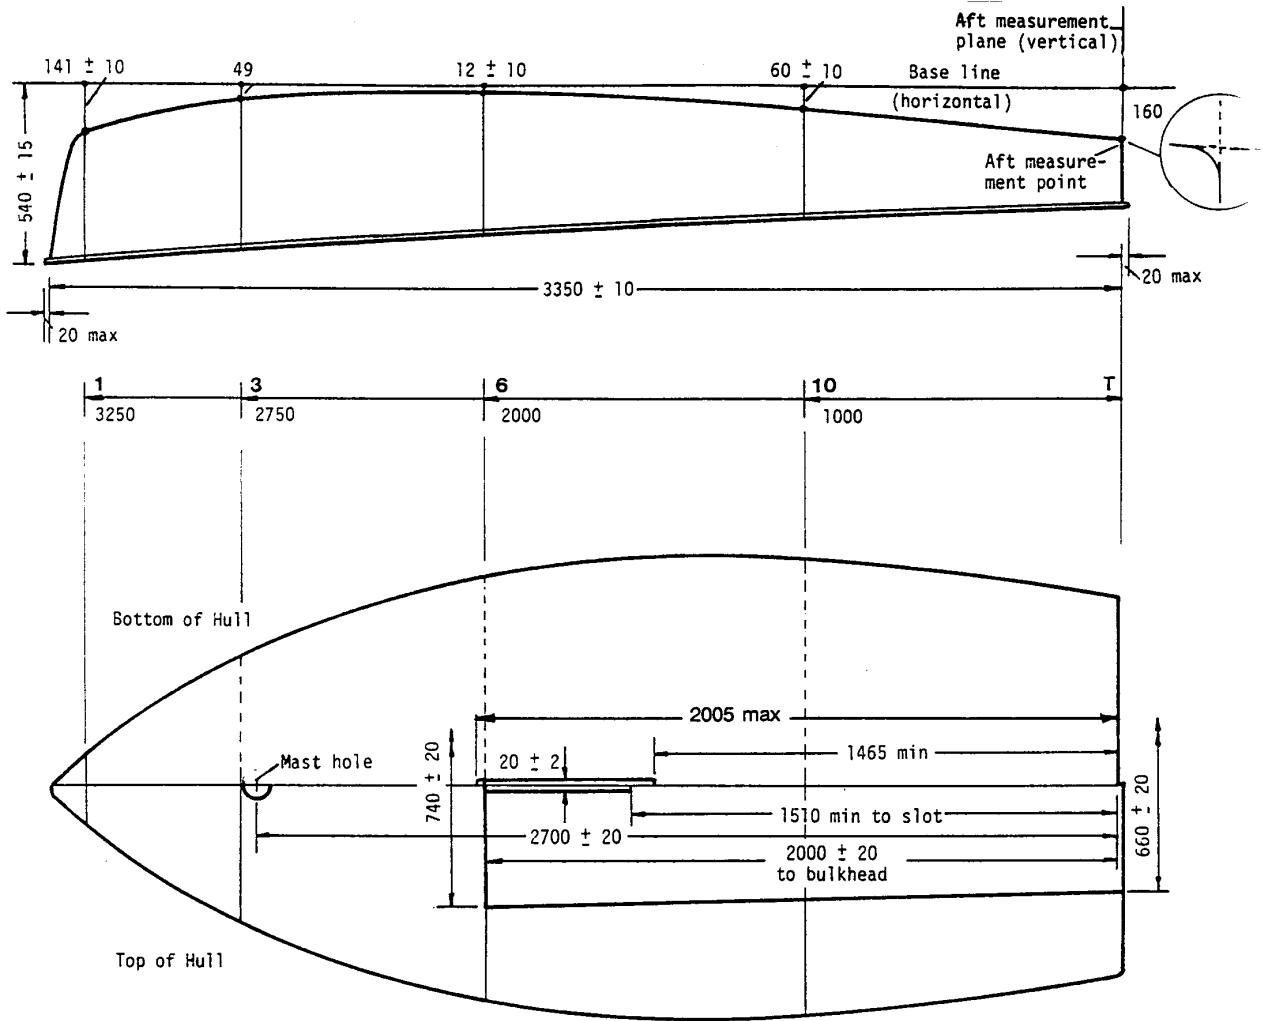 Aft measurement
plane (vertical)
141 ± 10
49
12 ± 10
60 ± 10
Base line
(horizontal)
160
540 ± 15
Aft measure-
ment point
20 max
3350 ± 10
20 max
1
3
6
10
T
3250
2750
2000
1000
Bottom of Hull
2005 max
Mast hole
740 ± 20
20 ± 2
1465 min
1510 min to slot
660 ± 20
2700 ± 20
2000 ± 20
to bulkhead
Top of Hull